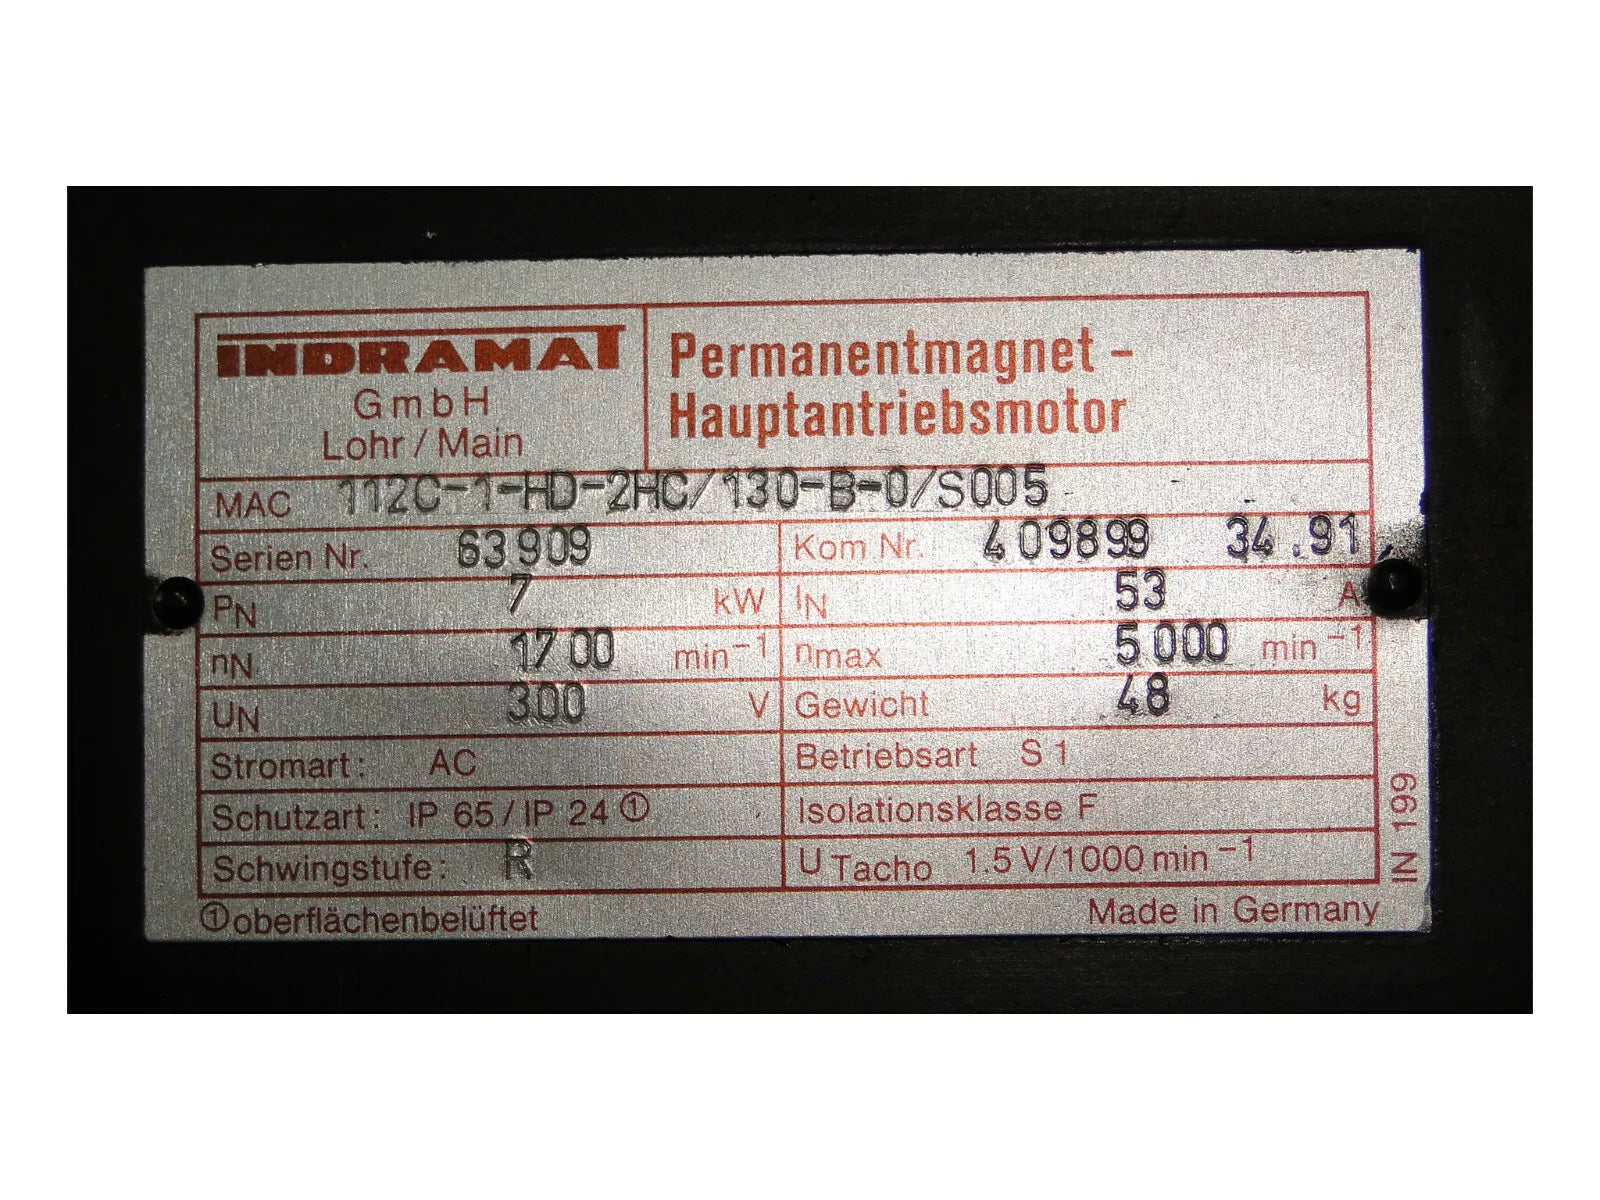 INDRAMAT
GmbH
Lohr / Main
Permanentmagnet-
Hauptantriebsmotor
MAC 112C-1-HD-2HC/130-B-0/S005
Serien Nr. 63909 Kom Nr. 409899 34.91
PN 7 kW IN 53 A
nN 1700 min⁻¹ nmax 5000 min⁻¹
UN 300 V Gewicht 48 kg
Stromart: AC Betriebsart S 1
Schutzart: IP 65 / IP 24 ① Isolationsklasse F
Schwingstufe: R U Tacho 1.5 V/1000 min⁻¹
①oberflächenbelüftet Made in Germany
IN 199